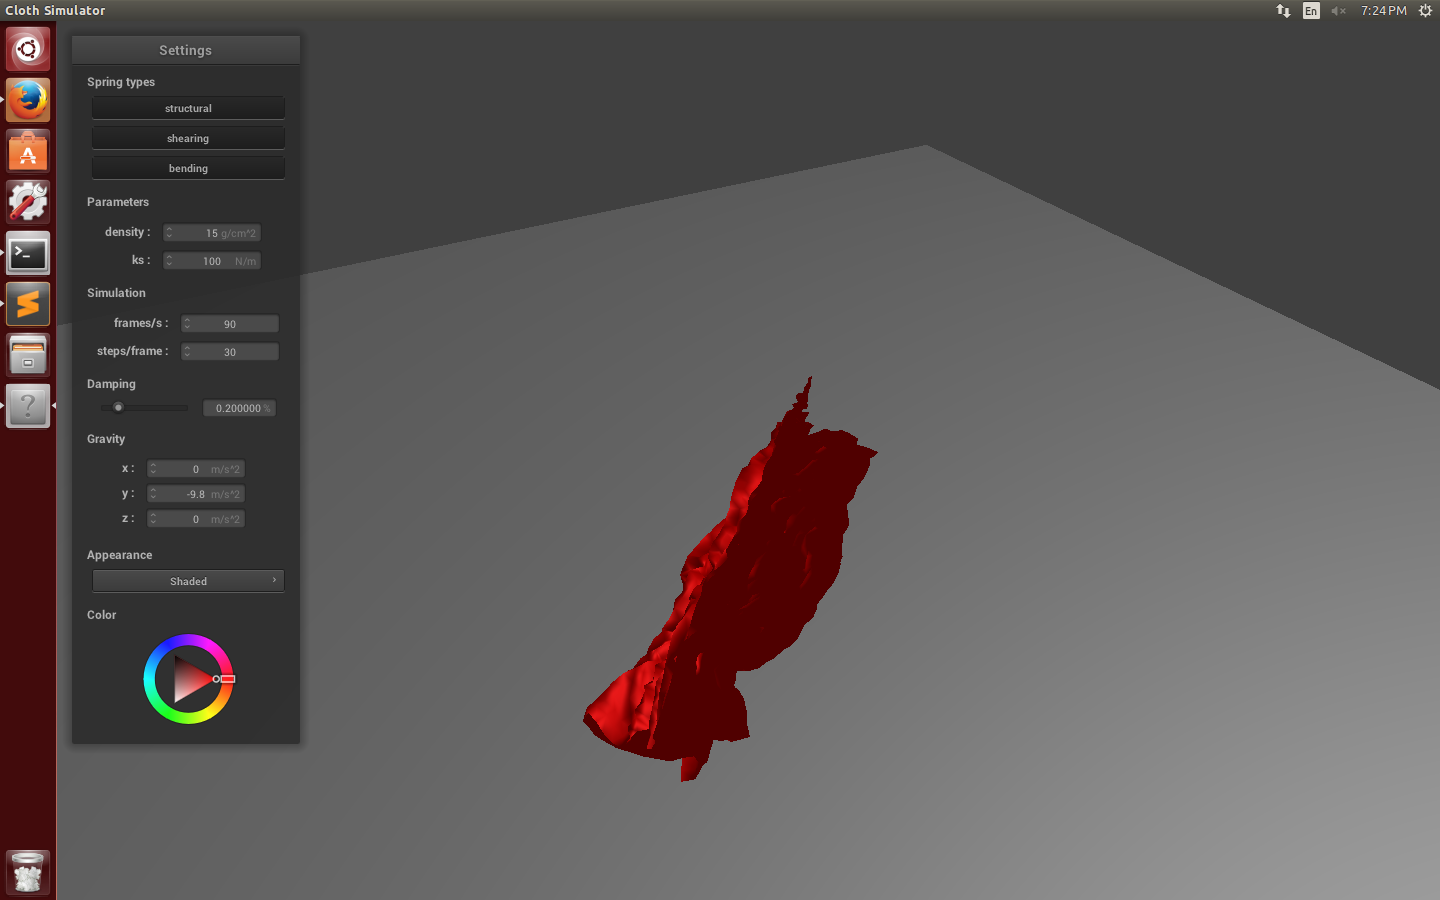 Cloth Simulator
En
7:24 PM
Settings
Spring types
structural
shearing
bending
Parameters
density : 15 g/cm^2
ks : 100 N/m
Simulation
frames/s : 90
steps/frame : 30
Damping
0.200000 %
Gravity
x : 0 m/s^2
y : -9.8 m/s^2
z : 0 m/s^2
Appearance
Shaded
Color